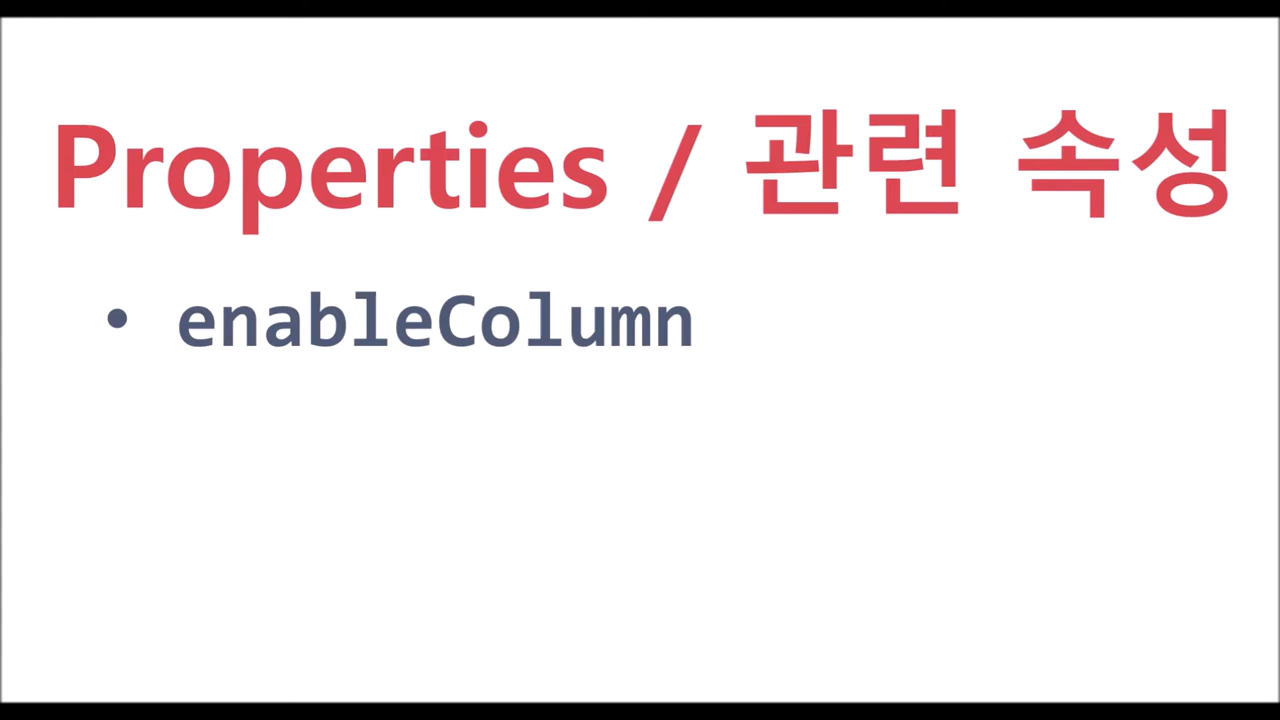 Properties / 관련 속성
• enableColumn